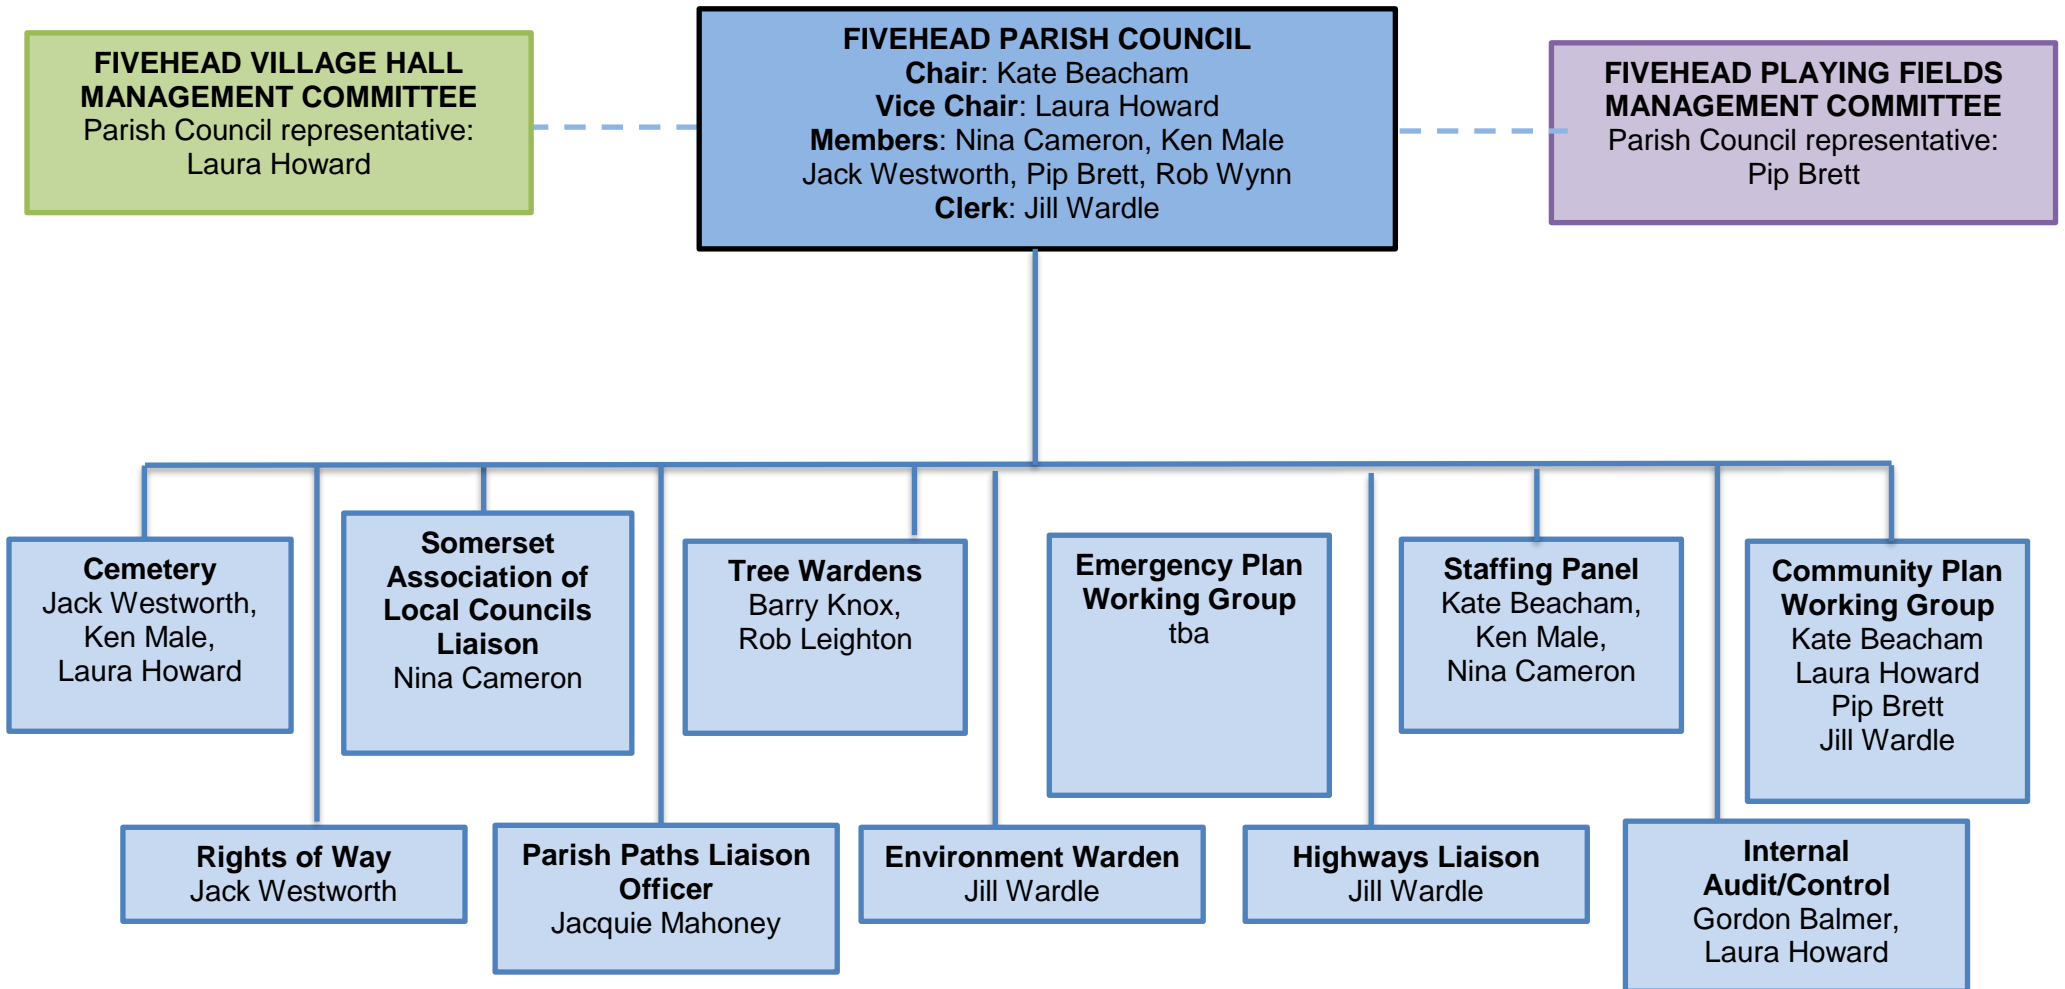 FIVEHEAD VILLAGE HALL
MANAGEMENT COMMITTEE
Parish Council representative:
Laura Howard
FIVEHEAD PARISH COUNCIL
Chair: Kate Beacham
Vice Chair: Laura Howard
Members: Nina Cameron, Ken Male
Jack Westworth, Pip Brett, Rob Wynn
Clerk: Jill Wardle
FIVEHEAD PLAYING FIELDS
MANAGEMENT COMMITTEE
Parish Council representative:
Pip Brett
Cemetery
Jack Westworth,
Ken Male,
Laura Howard
Somerset
Association of
Local Councils
Liaison
Nina Cameron
Tree Wardens
Barry Knox,
Rob Leighton
Emergency Plan
Working Group
tba
Staffing Panel
Kate Beacham,
Ken Male,
Nina Cameron
Community Plan
Working Group
Kate Beacham
Laura Howard
Pip Brett
Jill Wardle
Rights of Way
Jack Westworth
Parish Paths Liaison
Officer
Jacquie Mahoney
Environment Warden
Jill Wardle
Highways Liaison
Jill Wardle
Internal
Audit/Control
Gordon Balmer,
Laura Howard